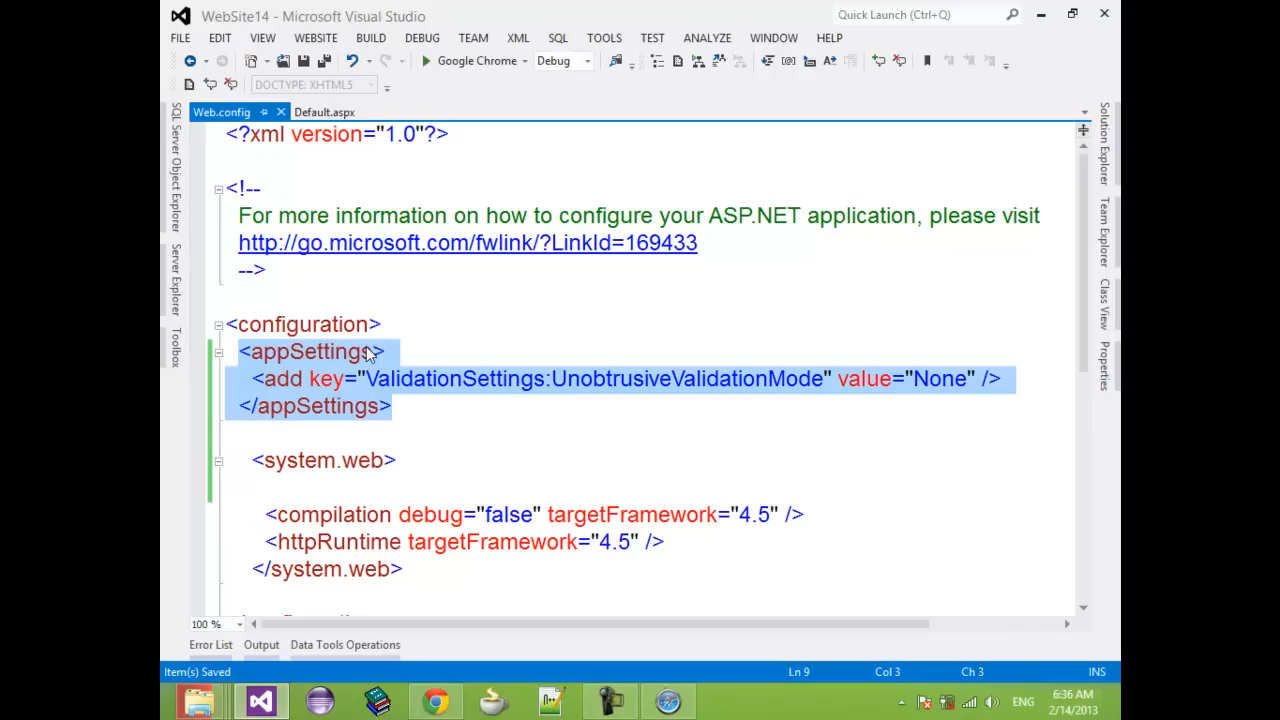 WebSite14 - Microsoft Visual Studio
Quick Launch (Ctrl+Q)
FILE EDIT VIEW WEBSITE BUILD DEBUG TEAM XML SQL TOOLS TEST ANALYZE WINDOW HELP
Google Chrome Debug
DOCTYPE: XHTML5
Web.config Default.aspx
SQL Server Object Explorer
Server Explorer
Toolbox
<?xml version="1.0"?>
<!--
For more information on how to configure your ASP.NET application, please visit
http://go.microsoft.com/fwlink/?LinkId=169433
-->
<configuration>
<appSettings>
<add key="ValidationSettings:UnobtrusiveValidationMode" value="None" />
</appSettings>
<system.web>
<compilation debug="false" targetFramework="4.5" />
<httpRuntime targetFramework="4.5" />
</system.web>
Solution Explorer
Team Explorer
Class View
Properties
100 %
Error List Output Data Tools Operations
Item(s) Saved Ln 9 Col 3 Ch 3 INS
ENG
6:36 AM
2/14/2013